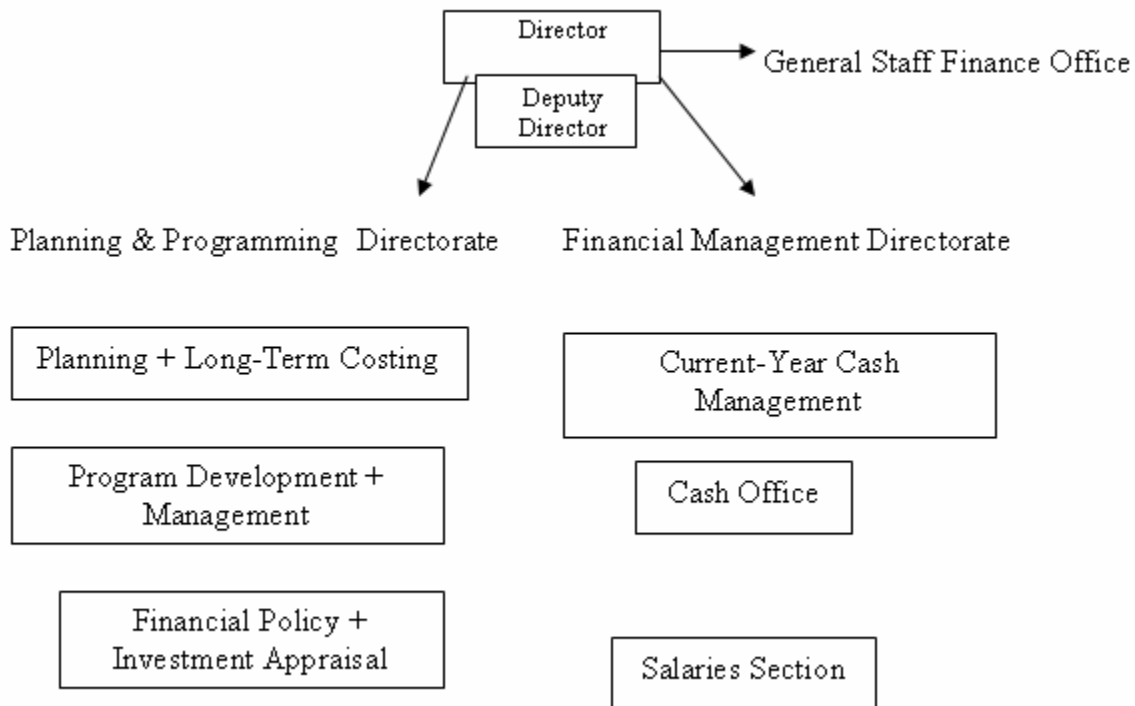 Director
General Staff Finance Office
Deputy
Director
Planning & Programming Directorate
Financial Management Directorate
Planning + Long-Term Costing
Current-Year Cash
Management
Program Development +
Management
Cash Office
Financial Policy +
Investment Appraisal
Salaries Section